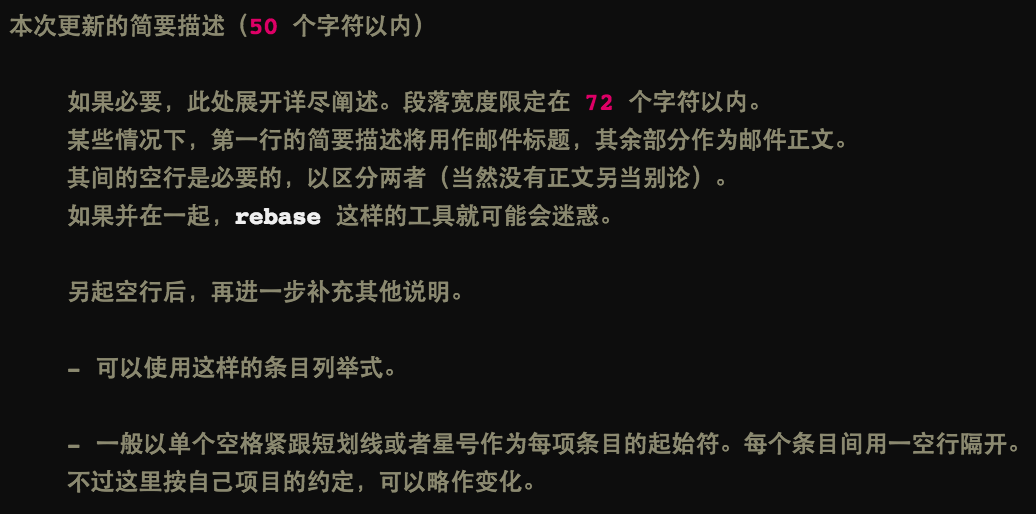 本次更新的简要描述（50 个字符以内）
如果必要，此处展开详尽阐述。段落宽度限定在 72 个字符以内。
某些情况下，第一行的简要描述将用作邮件标题，其余部分作为邮件正文。
其间的空行是必要的，以区分两者（当然没有正文另当别论）。
如果并在一起，rebase 这样的工具就可能会迷惑。
另起空行后，再进一步补充其他说明。
- 可以使用这样的条目列举式。
- 一般以单个空格紧跟短划线或者星号作为每项条目的起始符。每个条目间用一空行隔开。
不过这里按自己项目的约定，可以略作变化。